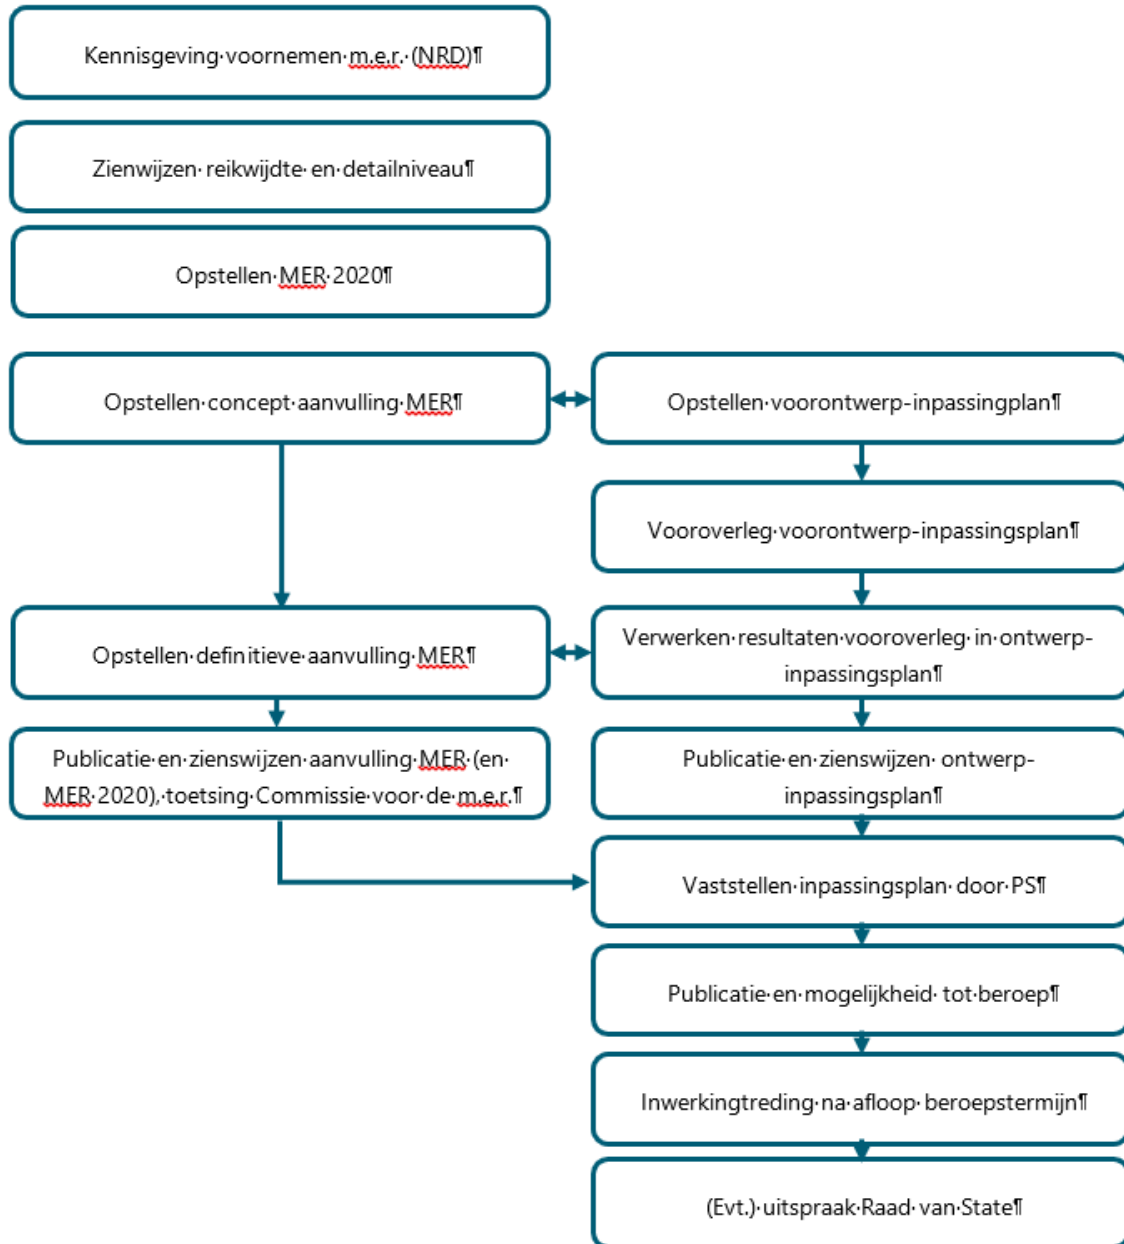 Kennisgeving·voornemen·m.e.r.·(NRD)¶
Zienwijzen·reikwijdte·en·detailniveau¶
Opstellen·MER·2020¶
Opstellen·concept·aanvulling·MER¶
Opstellen·voorontwerp-inpassingplan¶
Vooroverleg·voorontwerp-inpassingsplan¶
Opstellen·definitieve·aanvulling·MER¶
Verwerken·resultaten·vooroverleg·in·ontwerp-
inpassingsplan¶
Publicatie·en·zienswijzen·aanvulling·MER·(en·
MER·2020),·toetsing·Commissie·voor·de·m.e.r.¶
Publicatie·en·zienswijzen·ontwerp-
inpassingsplan¶
Vaststellen·inpassingsplan·door·PS¶
Publicatie·en·mogelijkheid·tot·beroep¶
Inwerkingtreding·na·afloop·beroepstermijn¶
(Evt.)·uitspraak·Raad·van·State¶